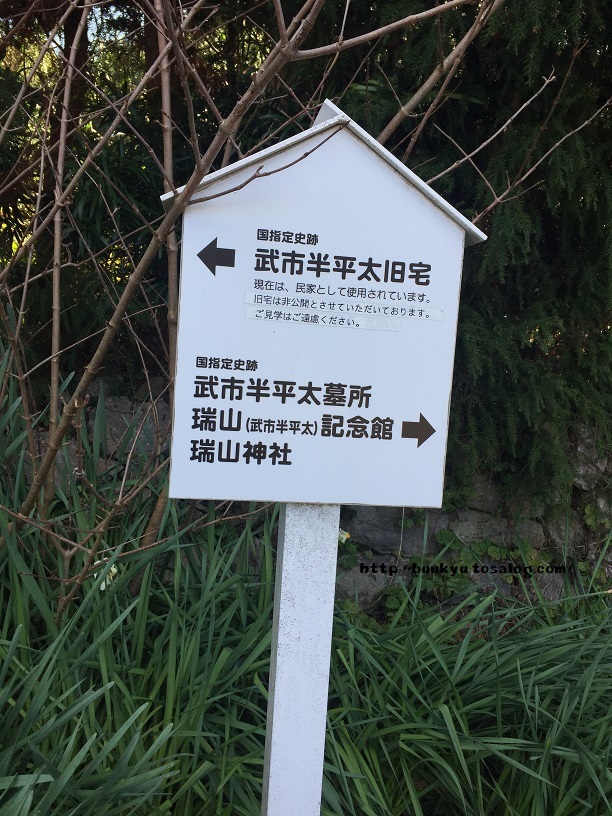 国指定史跡
武市半平太旧宅
現在は、民家として使用されています。
旧宅は非公開とさせていただいております。
ご見学はご遠慮ください。
国指定史跡
武市半平太墓所
瑞山(武市半平太)記念館
瑞山神社
http://bunkyu.tosalog.com/